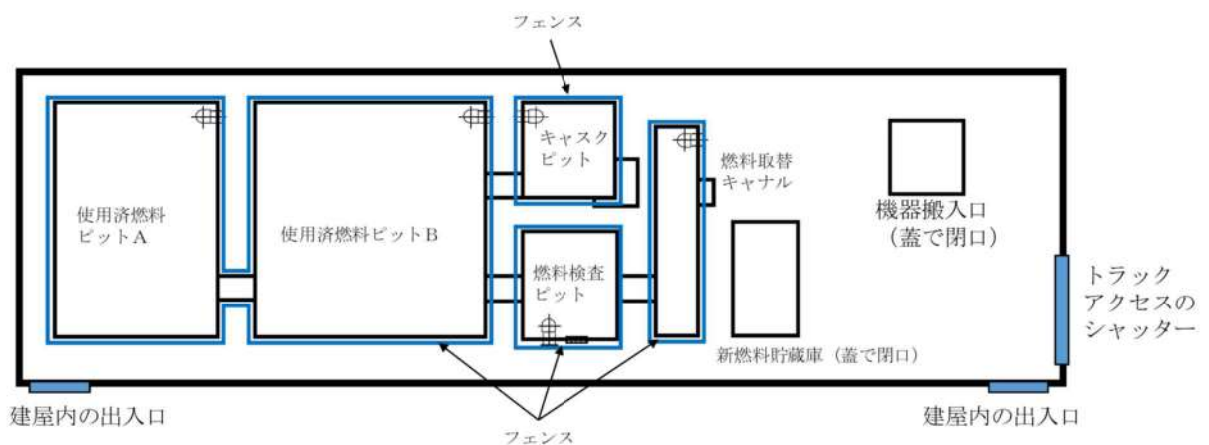 フェンス
キャスク
ピット
燃料取替
キャナル
使用済燃料
ピットA
使用済燃料ピットB
機器搬入口
（蓋で閉口）
燃料検査
ピット
トラック
アクセスの
シャッター
新燃料貯蔵庫（蓋で閉口）
建屋内の出入口
建屋内の出入口
フェンス